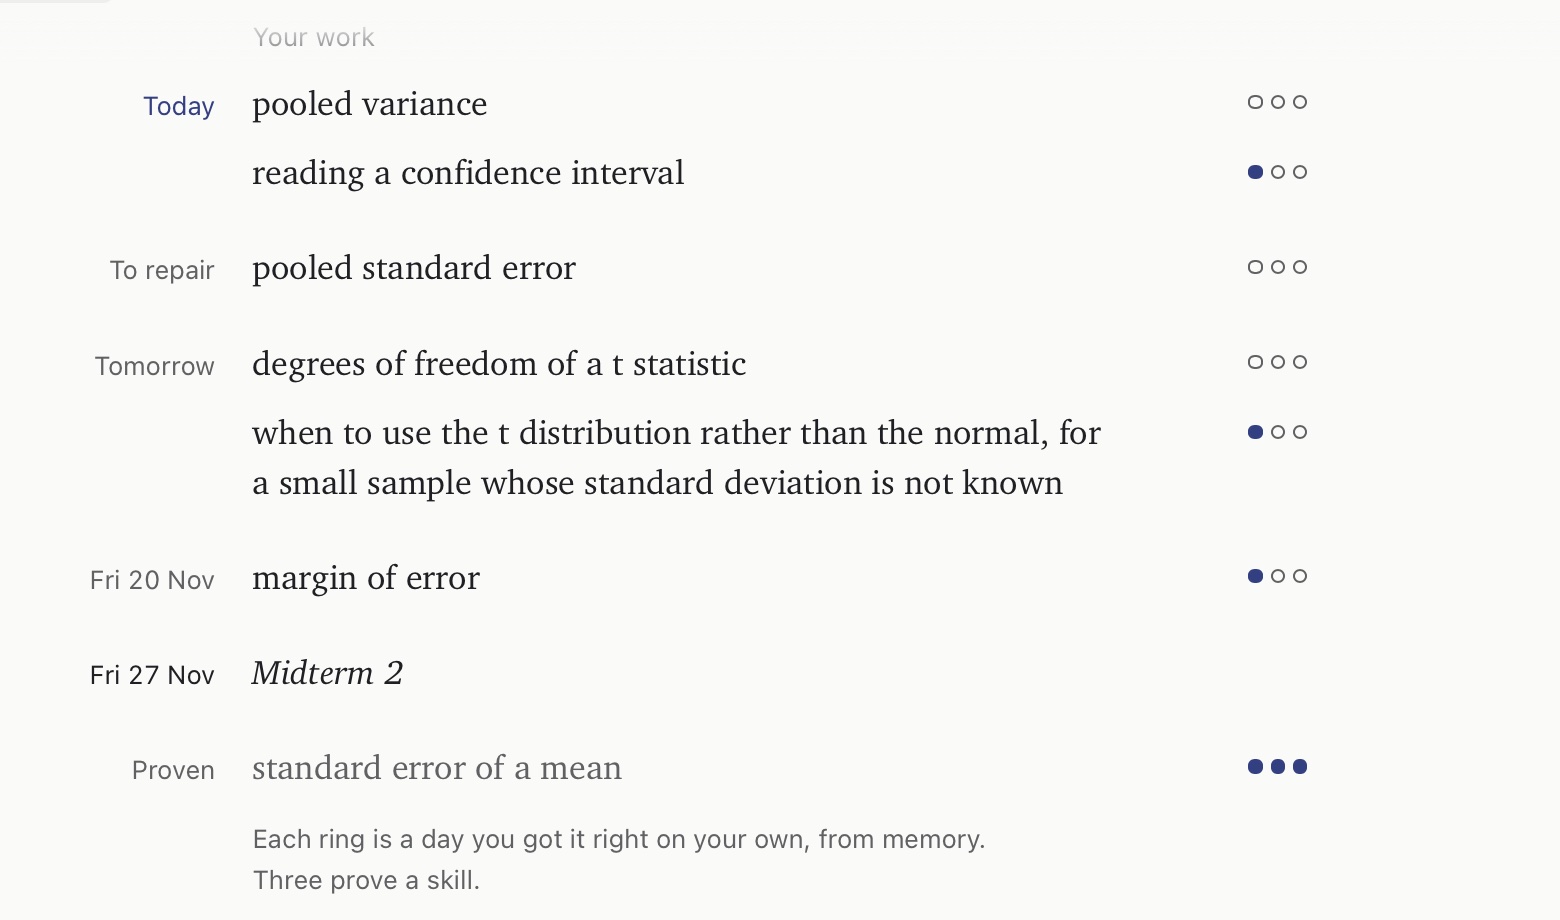 Your work
Today pooled variance
reading a confidence interval
To repair pooled standard error
Tomorrow degrees of freedom of a t statistic
when to use the t distribution rather than the normal, for
a small sample whose standard deviation is not known
Fri 20 Nov margin of error
Fri 27 Nov Midterm 2
Proven standard error of a mean
Each ring is a day you got it right on your own, from memory.
Three prove a skill.